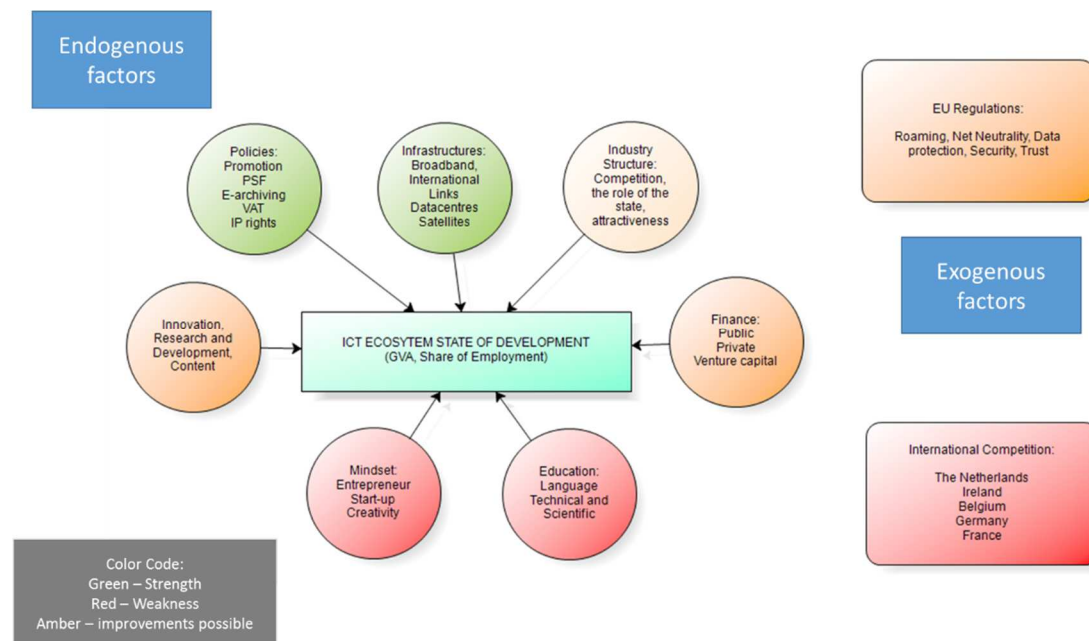 Endogenous
factors
Policies:
Promotion
PSF
E-archiving
VAT
IP rights
Infrastructures:
Broadband,
International
Links
Datacentres
Satellites
Industry
Structure:
Competition,
the role of the
state,
attractiveness
EU Regulations:
Roaming, Net Neutrality, Data
protection, Security, Trust
Exogenous
factors
Innovation,
Research and
Development,
Content
ICT ECOSYTEM STATE OF DEVELOPMENT
(GVA, Share of Employment)
Finance:
Public
Private
Venture capital
Mindset:
Entrepreneur
Start-up
Creativity
Education:
Language
Technical and
Scientific
International Competition:
The Netherlands
Ireland
Belgium
Germany
France
Color Code:
Green – Strength
Red – Weakness
Amber – improvements possible